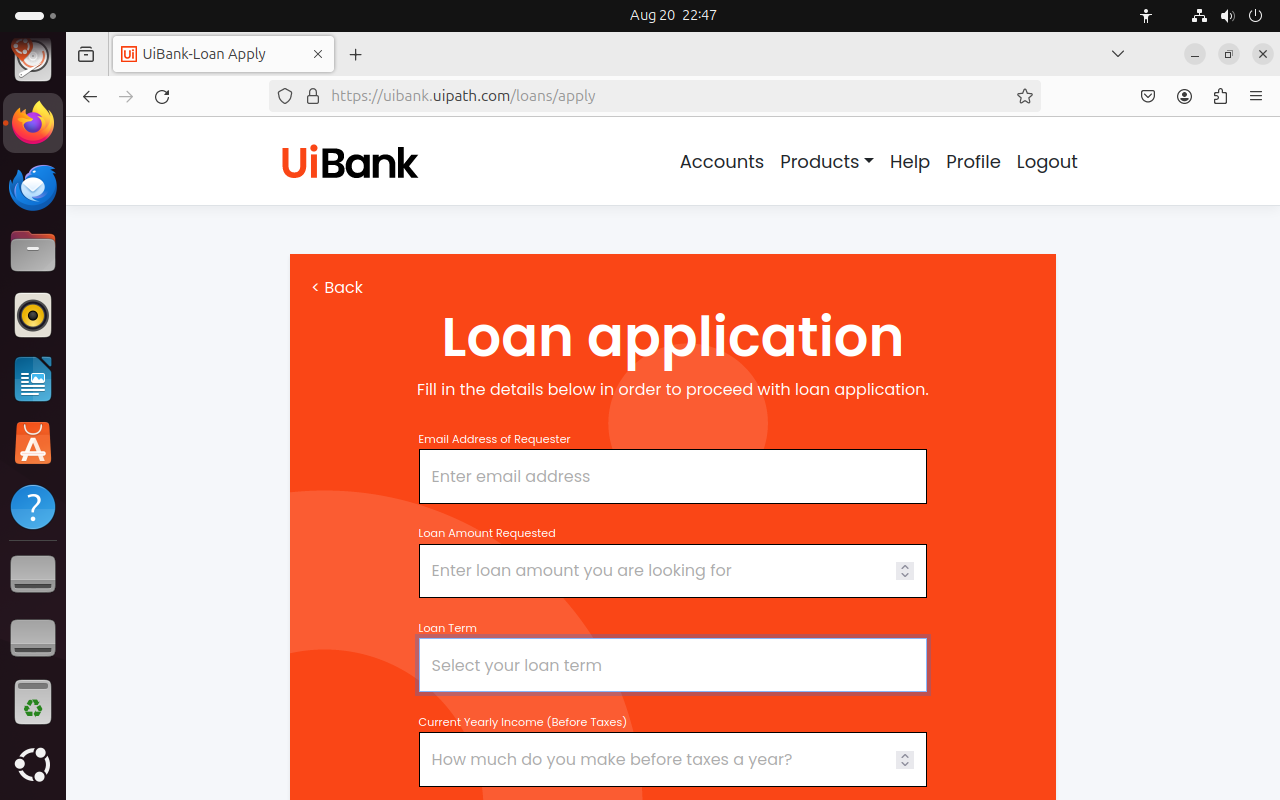 Aug 20 22:47
UiBank-Loan Apply
https://uibank.uipath.com/loans/apply
UiBank
Accounts
Products
Help
Profile
Logout
< Back
Loan application
Fill in the details below in order to proceed with loan application.
Email Address of Requester
Enter email address
Loan Amount Requested
Enter loan amount you are looking for
Loan Term
Select your loan term
Current Yearly Income (Before Taxes)
How much do you make before taxes a year?